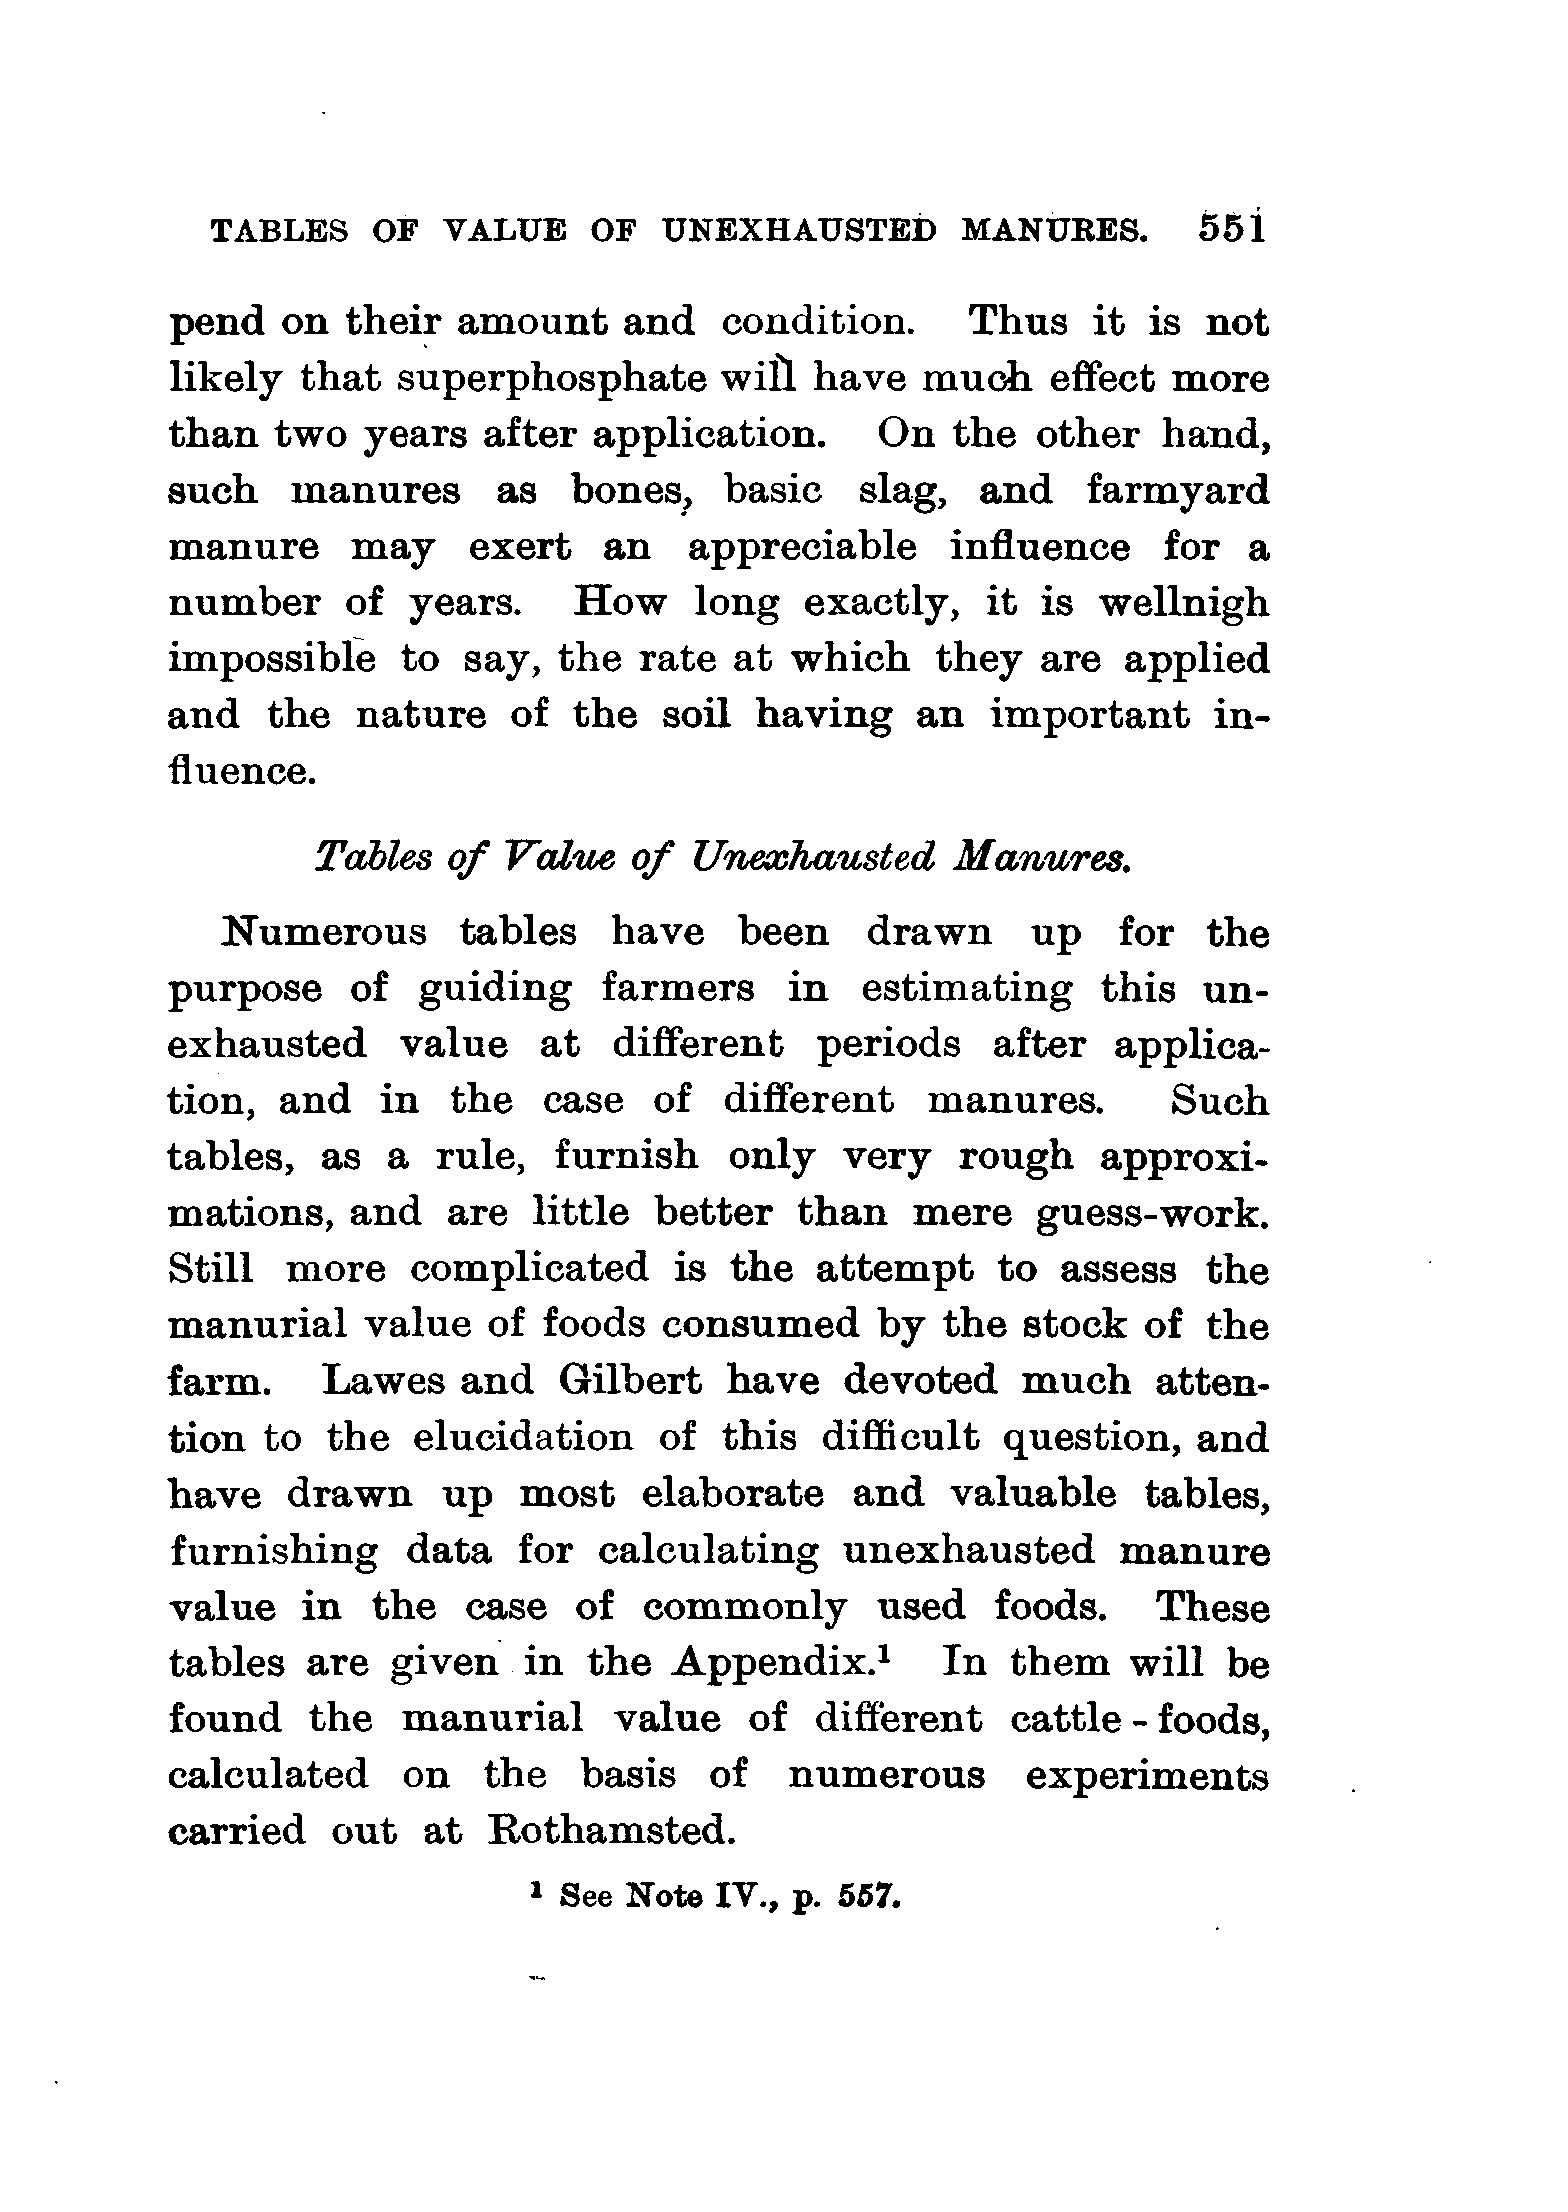 TABLES OF VALUE OF UNEXHAUSTED MANURES. 551
pend on their amount and condition. Thus it is not
likely that superphosphate will have much effect more
than two years after application. On the other hand,
such manures as bones, basic slag, and farmyard
manure may exert an appreciable influence for a
number of years. How long exactly, it is wellnigh
impossible to say, the rate at which they are applied
and the nature of the soil having an important in-
fluence.
Tables of Value of Unexhausted Manures.
Numerous tables have been drawn up for the
purpose of guiding farmers in estimating this un-
exhausted value at different periods after applica-
tion, and in the case of different manures. Such
tables, as a rule, furnish only very rough approxi-
mations, and are little better than mere guess-work.
Still more complicated is the attempt to assess the
manurial value of foods consumed by the stock of the
farm. Lawes and Gilbert have devoted much atten-
tion to the elucidation of this difficult question, and
have drawn up most elaborate and valuable tables,
furnishing data for calculating unexhausted manure
value in the case of commonly used foods. These
tables are given in the Appendix.¹ In them will be
found the manurial value of different cattle-foods,
calculated on the basis of numerous experiments
carried out at Rothamsted.
¹ See Note IV., p. 557.